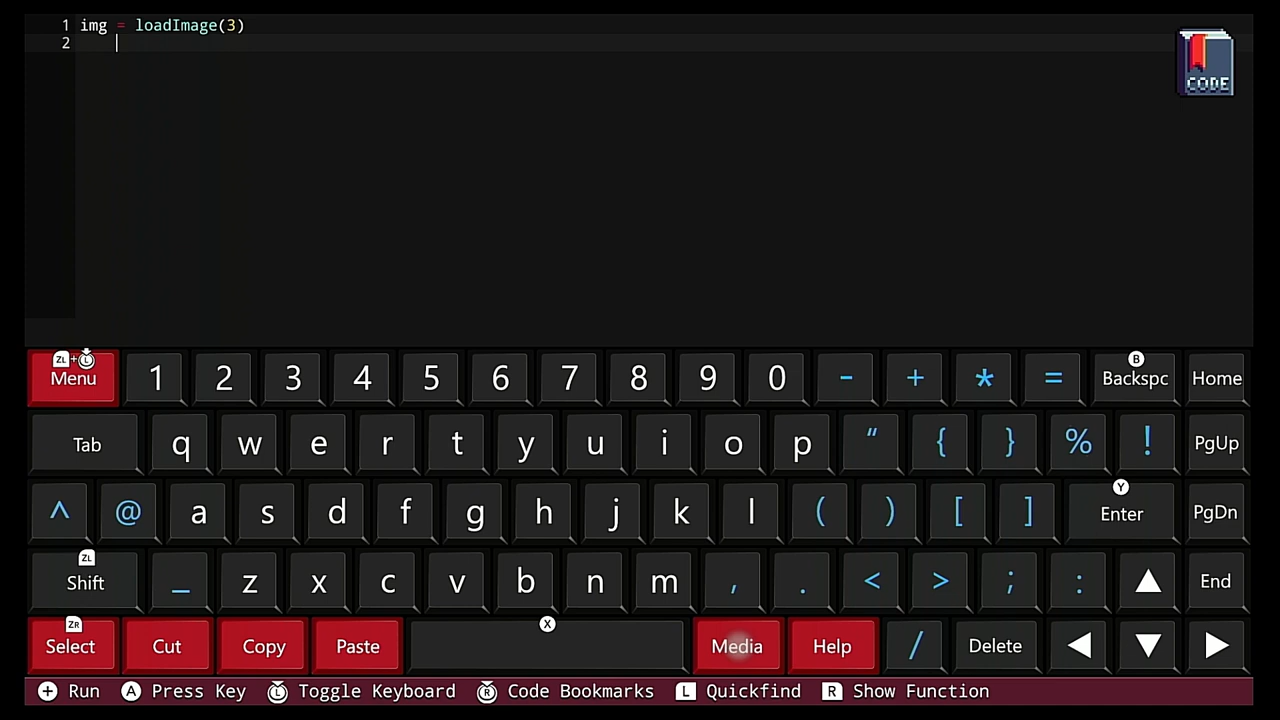 1 img = loadImage(3)
2
CODE
ZL + L
Menu 1 2 3 4 5 6 7 8 9 0 - + * = B Backspc Home
Tab q w e r t y u i o p " { } % ! PgUp
^ @ a s d f g h j k l ( ) [ ] Y Enter PgDn
ZL Shift _ z x c v b n m , . < > ; : ▲ End
ZR Select Cut Copy Paste X Media Help / Delete ◀ ▼ ▶
+ Run A Press Key L Toggle Keyboard R Code Bookmarks L Quickfind R Show Function